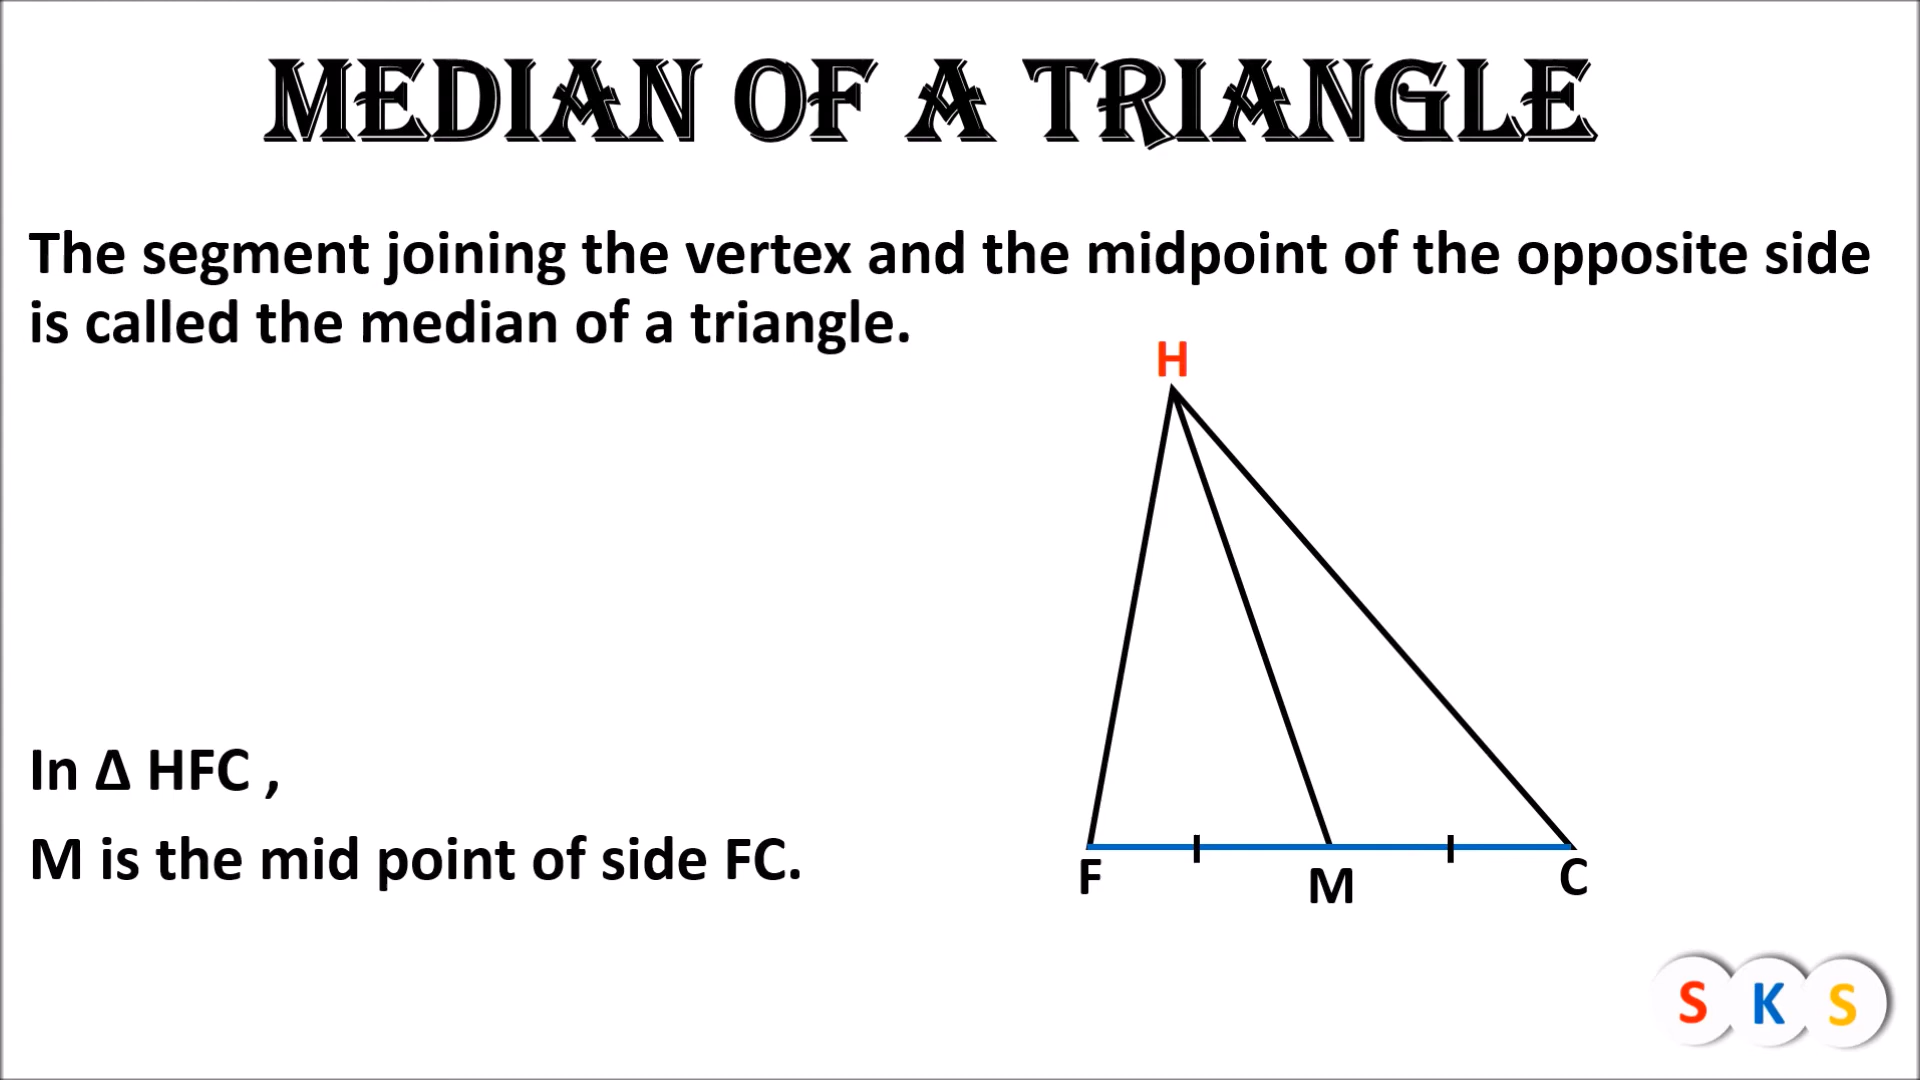 MEDIAN OF A TRIANGLE
The segment joining the vertex and the midpoint of the opposite side
is called the median of a triangle.
H
In Δ HFC ,
M is the mid point of side FC.
F
M
C
S K S